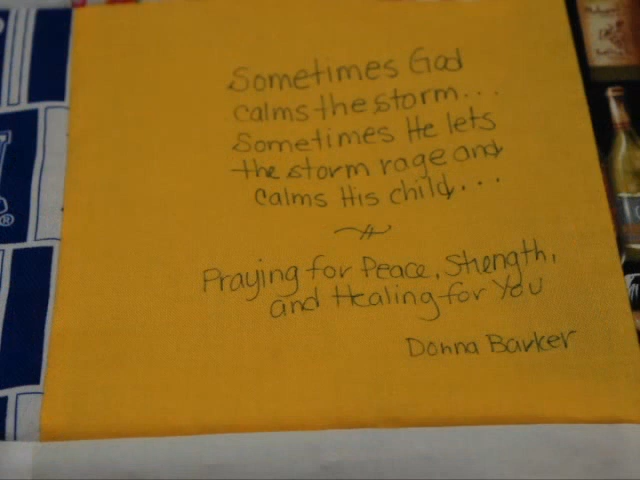 Sometimes God
calms the storm...
Sometimes He lets
the storm rage and
calms His child...
Praying for Peace, Strength,
and Healing for You
Donna Barker
®